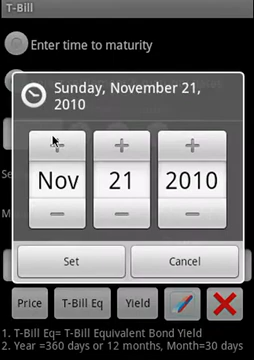 T-Bill
Enter time to maturity
Sunday, November 21,
2010
+ + +
Nov 21 2010
- - -
Set Cancel
Price T-Bill Eq Yield
1. T-Bill Eq= T-Bill Equivalent Bond Yield
2. Year =360 days or 12 months, Month=30 days